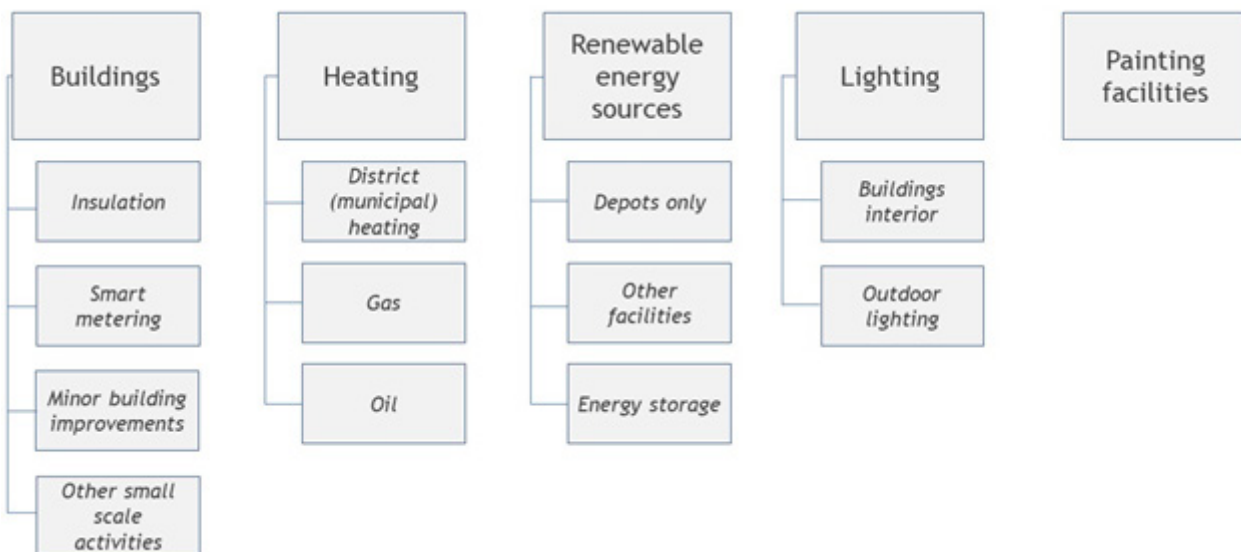 Buildings
Insulation
Smart
metering
Minor building
improvements
Other small
scale
activities
Heating
District
(municipal)
heating
Gas
Oil
Renewable
energy
sources
Depots only
Other
facilities
Energy storage
Lighting
Buildings
interior
Outdoor
lighting
Painting
facilities